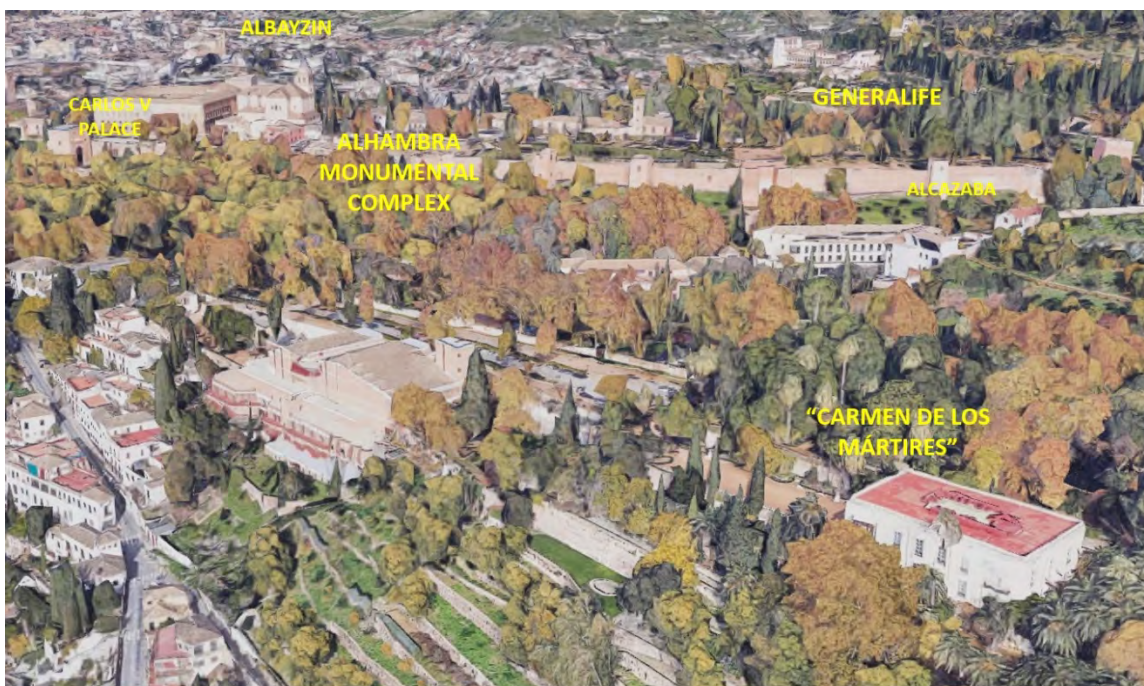 ALBAYZIN
CARLOS V
PALACE
GENERALIFE
ALHAMBRA
MONUMENTAL
COMPLEX
ALCAZABA
“CARMEN DE LOS
MÁRTIRES”